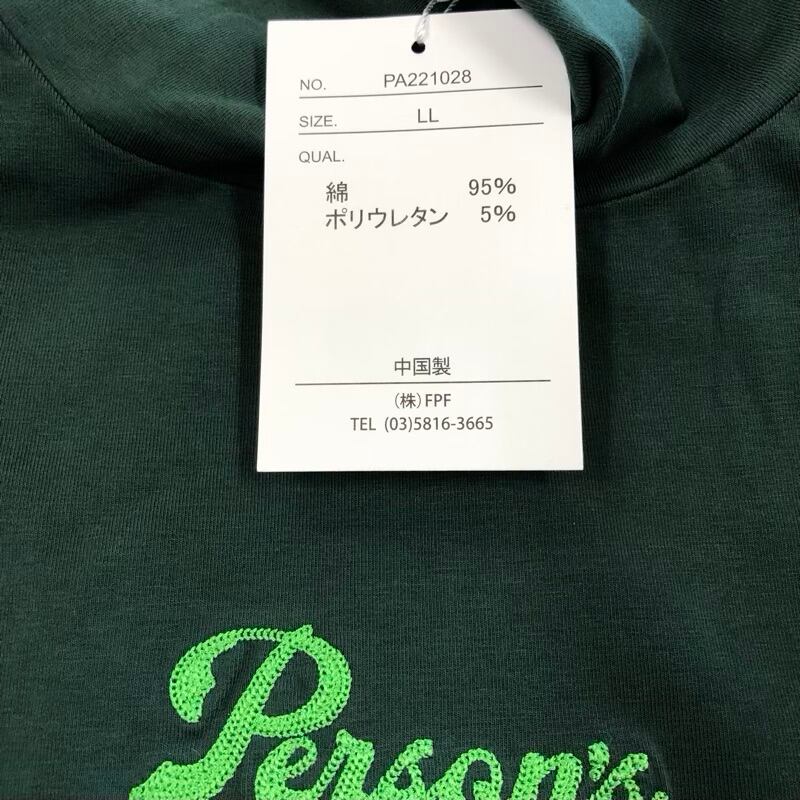 NO. PA221028
SIZE. LL
QUAL.
綿 95%
ポリウレタン 5%
中国製
(株)FPF
TEL (03)5816-3665
Person's